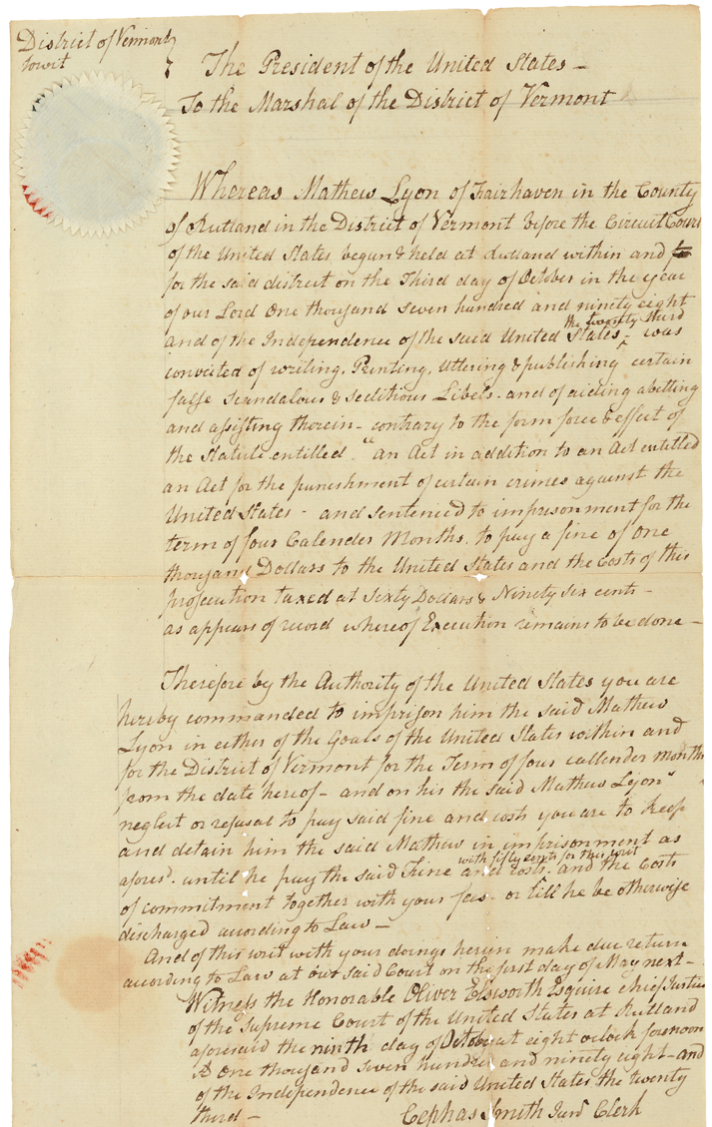 District of Vermont
towit
The President of the United States –
To the Marshal of the District of Vermont
Whereas Mathew Lyon of Fairhaven in the County
of Rutland in the District of Vermont before the Circuit Court
of the United States begun & held at Rutland within and for
for the said district on the Third day of October in the year
of our Lord One thousand seven hundred and ninety eight
and of the Independence of the said United States the twenty third – was
convicted of writing, Printing, Uttering & publishing certain
false scandalous & seditious Libels – and of aiding abetting
and assisting therein – contrary to the form force & effect of
the Statute entitled "an Act in addition to an Act entitled
an Act for the punishment of certain crimes against the
United States – and sentenced to imprisonment for the
term of four Calender Months. to pay a fine of One
thousand Dollars to the United States and the Costs of this
prosecution taxed at Sixty Dollars & Ninety Six cents –
as appears of record whereof Execution remains to be done –
Therefore by the Authority of the United States you are
hereby commanded to imprison him the said Mathew
Lyon in either of the Goals of the United States within and
for the District of Vermont for the Term of four callender months
from the date hereof – and on his the said Mathew Lyon"
neglect or refusal to pay said fine and costs you are to keep
and detain him the said Mathew in imprisonment as
afores.d until he pay the said Fine and Costs – with fifty cents for this writ and the Costs
of commitment together with your fees – or till he be otherwise
discharged acording to Law –
And of this writ with your doings herein make due return
according to Law at our said Court on the first day of May next –
Witness the Honorable Oliver Elsworth Esquire chief Justice
of the Supreme Court of the United States at Rutland
aforesaid the ninth day of October at eight oclock forenoon
AD One thousand seven hundred and ninety eight – and
of the Independence of the said United States the twenty
third –
Cephas Smith Jun.r Clerk